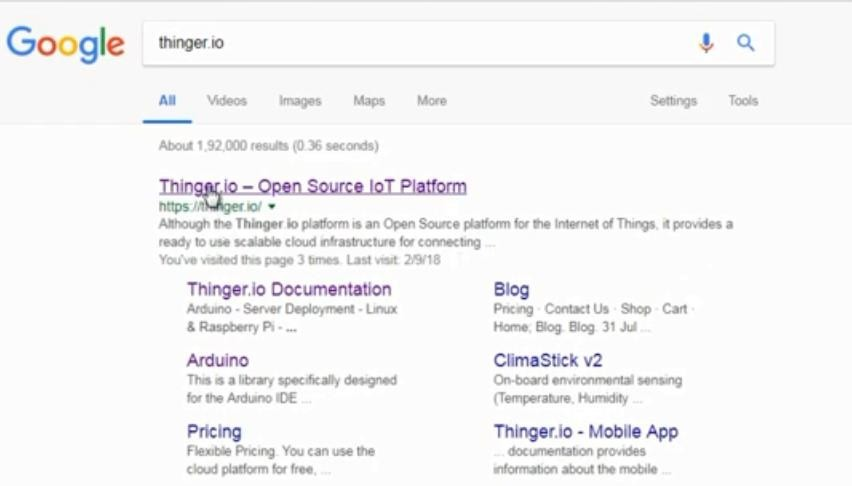 Google
thinger.io
All Videos Images Maps More Settings Tools
About 1,92,000 results (0.36 seconds)
Thinger.io – Open Source IoT Platform
https://thinger.io/
Although the Thinger.io platform is an Open Source platform for the Internet of Things, it provides a
ready to use scalable cloud infrastructure for connecting ...
You've visited this page 3 times. Last visit: 2/9/18
Thinger.io Documentation
Arduino - Server Deployment - Linux
& Raspberry Pi - ...
Blog
Pricing · Contact Us · Shop · Cart ·
Home; Blog. Blog. 31 Jul ...
Arduino
This is a library specifically designed
for the Arduino IDE ...
ClimaStick v2
On-board environmental sensing
(Temperature, Humidity ...
Pricing
Flexible Pricing. You can use the
cloud platform for free, ...
Thinger.io - Mobile App
... documentation provides
information about the mobile ...